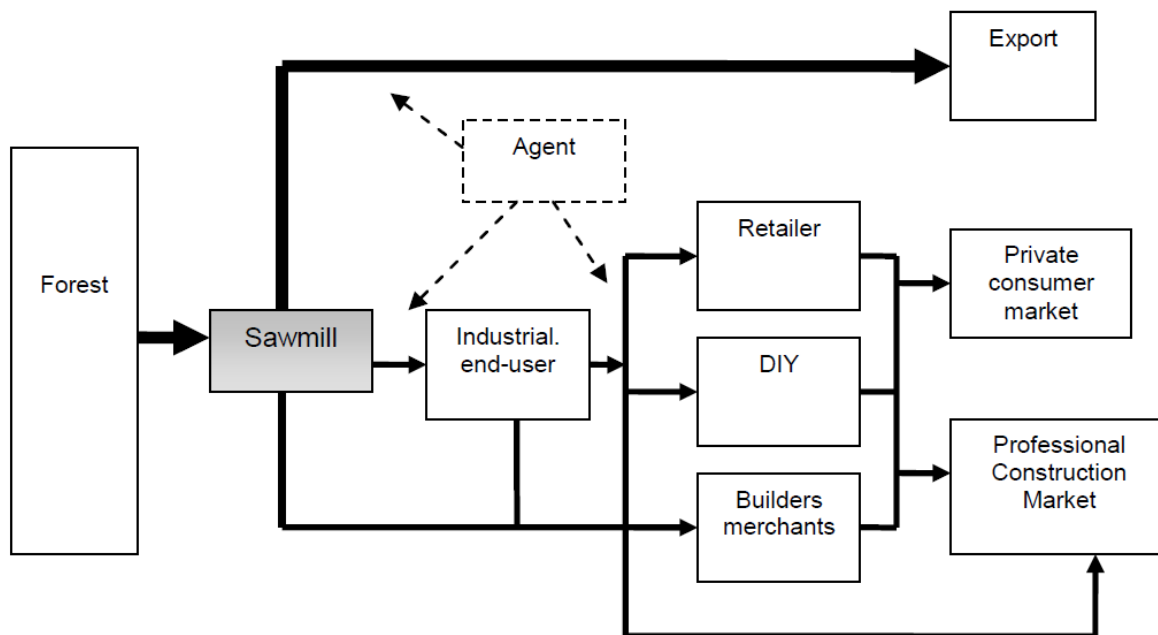 Export
Agent
Forest
Sawmill
Industrial.
end-user
Retailer
DIY
Builders
merchants
Private
consumer
market
Professional
Construction
Market